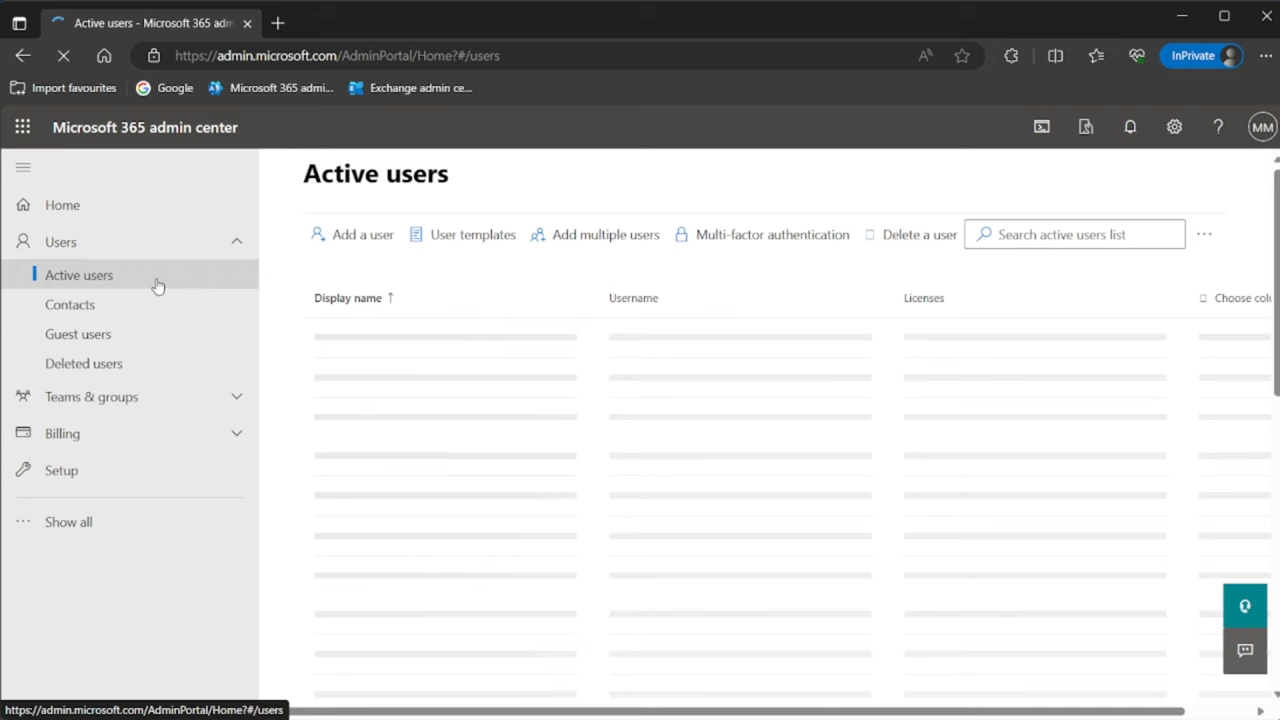 Active users - Microsoft 365 adm
https://admin.microsoft.com/AdminPortal/Home?#/users
InPrivate
Import favourites
Google
Microsoft 365 admi...
Exchange admin ce...
Microsoft 365 admin center
MM
Home
Users
Active users
Contacts
Guest users
Deleted users
Teams & groups
Billing
Setup
Show all
Active users
Add a user
User templates
Add multiple users
Multi-factor authentication
Delete a user
Search active users list
Display name ↑
Username
Licenses
Choose colu
https://admin.microsoft.com/AdminPortal/Home?#/users